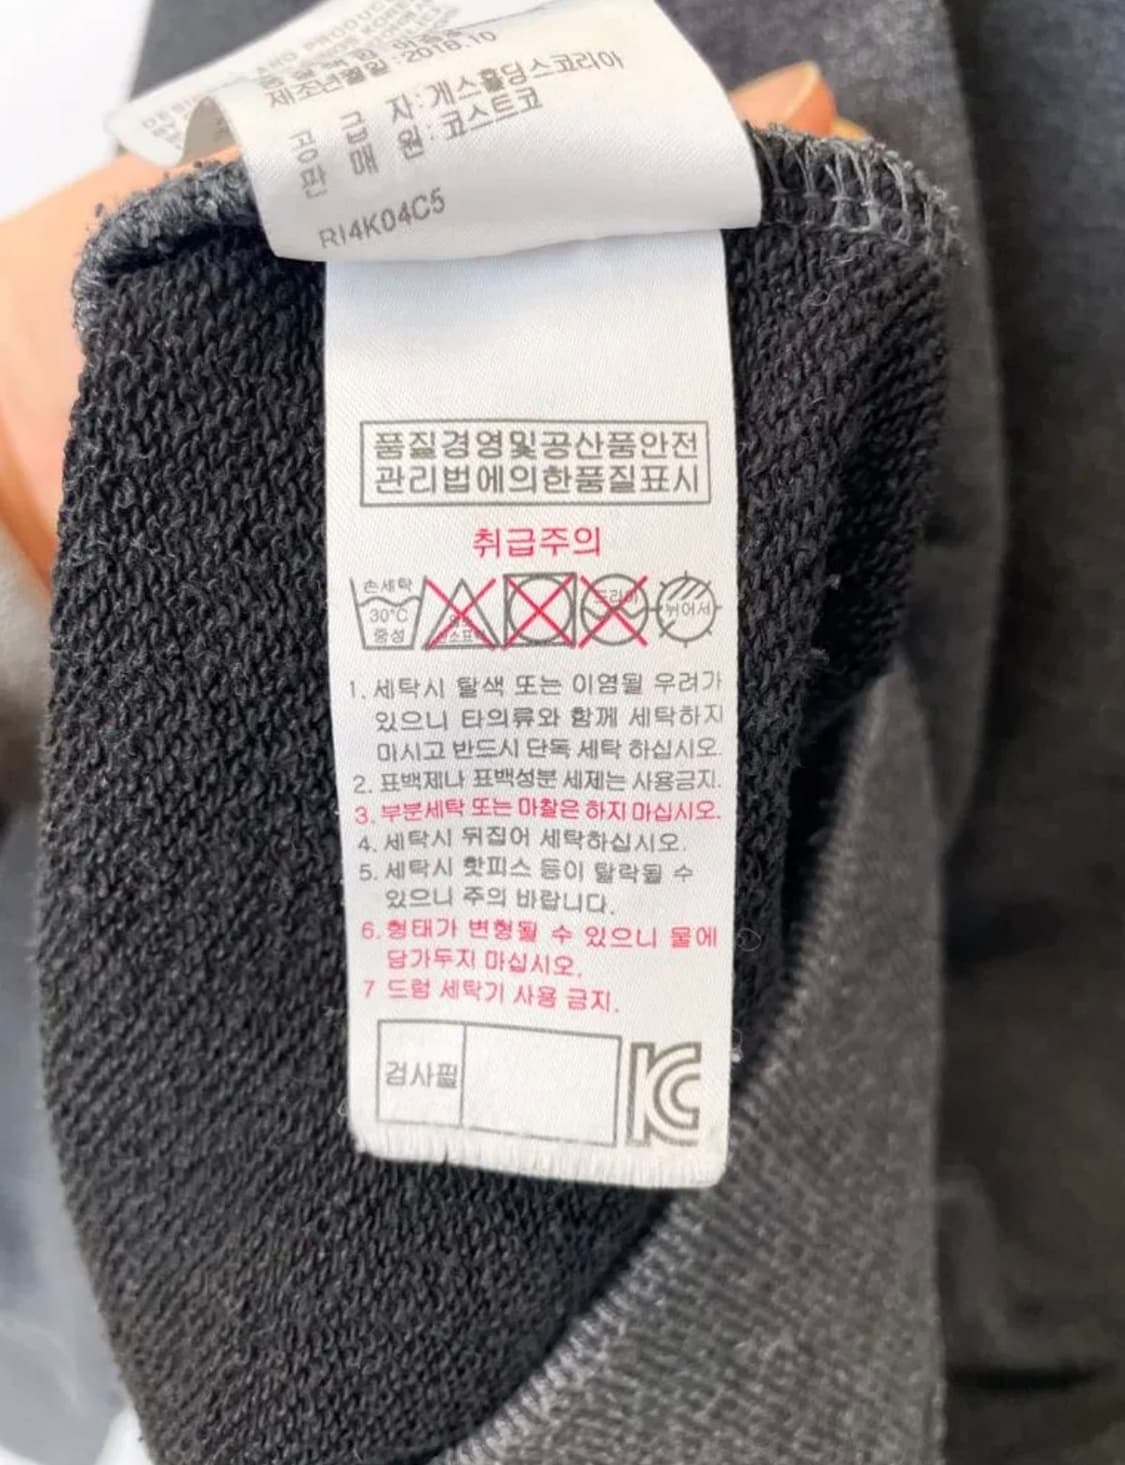 제조년월일 : 2018.10
공 급 자 : 게스홀딩스코리아
판 매 원 : 코스트코
RI4K04C5
품질경영및공산품안전
관리법에의한품질표시
취급주의
손세탁
30°C
중성
드라이
뉘어서
1. 세탁시 탈색 또는 이염될 우려가
있으니 타의류와 함께 세탁하지
마시고 반드시 단독 세탁 하십시오.
2. 표백제나 표백성분 세제는 사용금지.
3. 부분세탁 또는 마찰은 하지 마십시오.
4. 세탁시 뒤집어 세탁하십시오.
5. 세탁시 핫피스 등이 탈락될 수
있으니 주의 바랍니다.
6. 형태가 변형될 수 있으니 물에
담가두지 마십시오.
7 드럼 세탁기 사용 금지.
검사필
KC